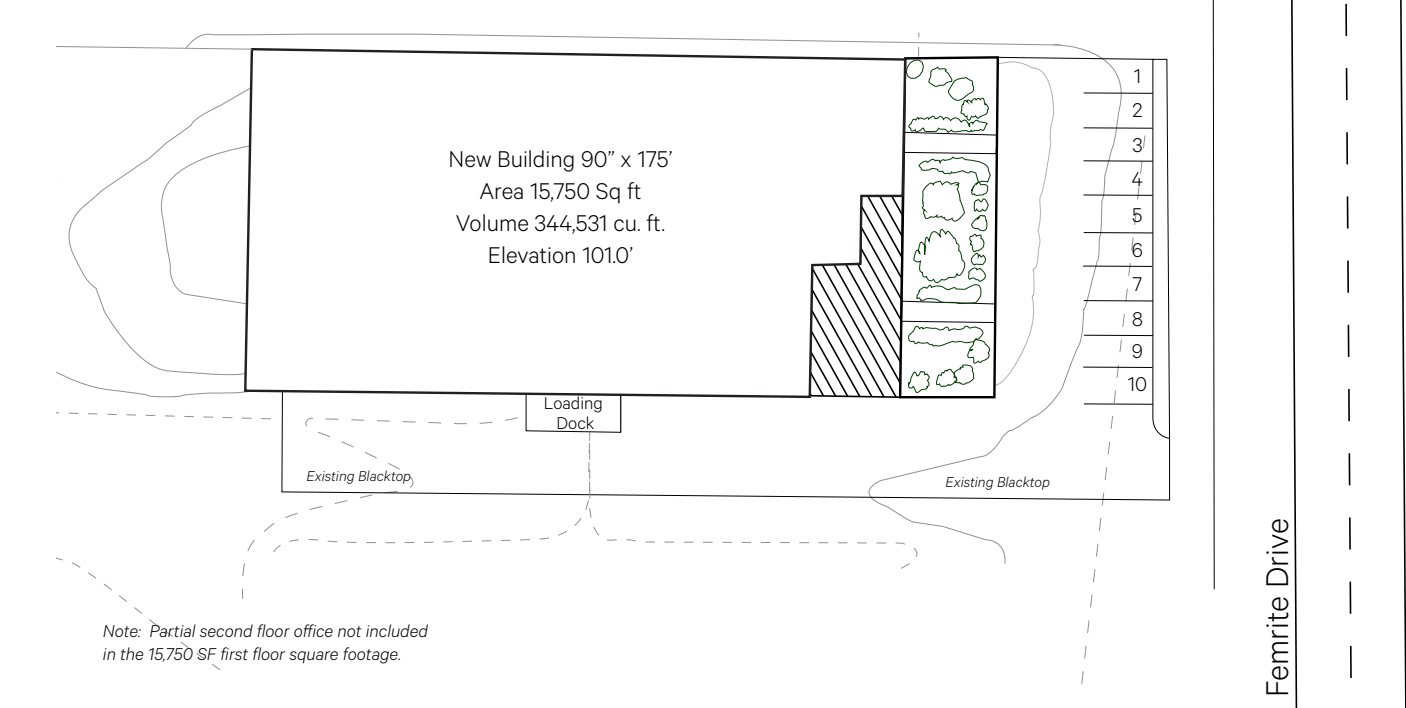 New Building 90” x 175’
Area 15,750 Sq ft
Volume 344,531 cu. ft.
Elevation 101.0’
1
2
3
4
5
6
7
8
9
10
Loading
Dock
Existing Blacktop
Existing Blacktop
Femrite Drive
Note: Partial second floor office not included
in the 15,750 SF first floor square footage.